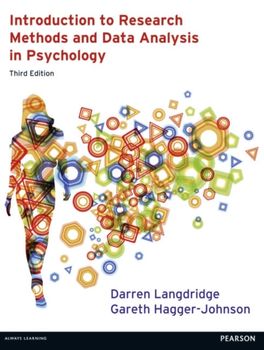 Introduction to Research
Methods and Data Analysis
in Psychology
Third Edition
Darren Langdridge
Gareth Hagger-Johnson
ALWAYS LEARNING
PEARSON